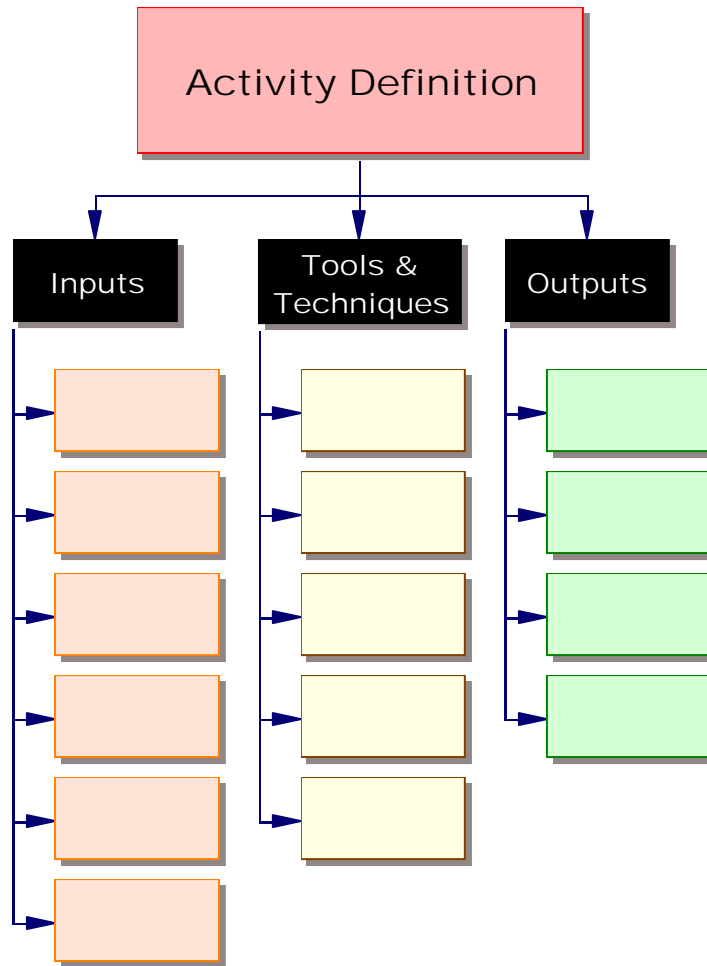 Activity Definition
Inputs
Tools &
Techniques
Outputs